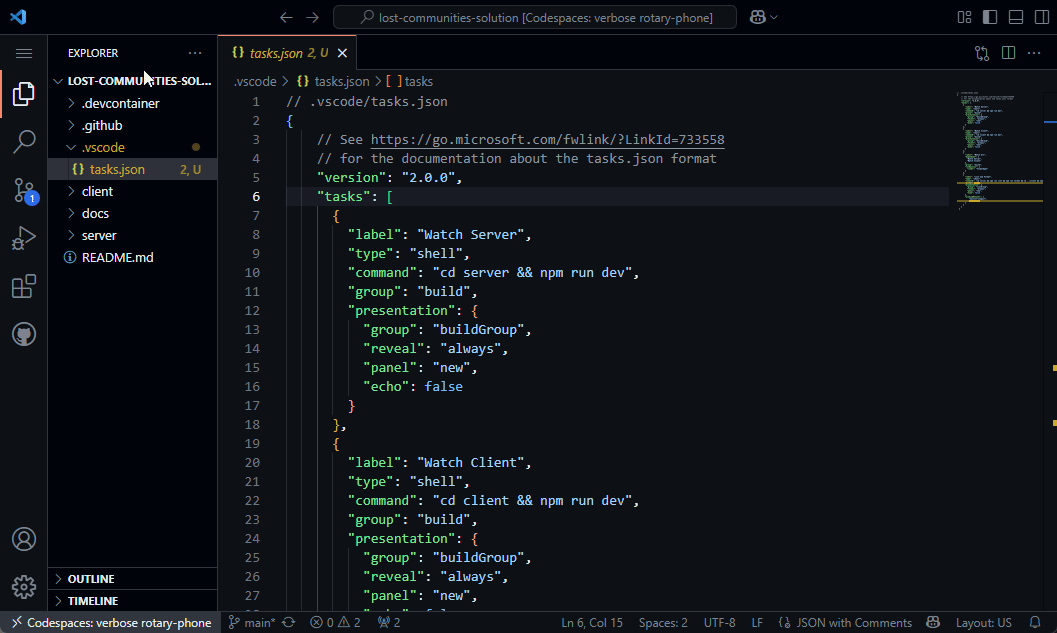 lost-communities-solution [Codespaces: verbose rotary-phone]
EXPLORER
LOST-COMMUNITIES-SOL...
.devcontainer
.github
.vscode
{} tasks.json 2, U
client
docs
server
README.md
OUTLINE
TIMELINE
1
{} tasks.json 2, U
.vscode > {} tasks.json > [ ] tasks
1 // .vscode/tasks.json
2 {
3 // See https://go.microsoft.com/fwlink/?LinkId=733558
4 // for the documentation about the tasks.json format
5 "version": "2.0.0",
6 "tasks": [
7 {
8 "label": "Watch Server",
9 "type": "shell",
10 "command": "cd server && npm run dev",
11 "group": "build",
12 "presentation": {
13 "group": "buildGroup",
14 "reveal": "always",
15 "panel": "new",
16 "echo": false
17 }
18 },
19 {
20 "label": "Watch Client",
21 "type": "shell",
22 "command": "cd client && npm run dev",
23 "group": "build",
24 "presentation": {
25 "group": "buildGroup",
26 "reveal": "always",
27 "panel": "new",
Codespaces: verbose rotary-phone main* 0 2 2 Ln 6, Col 15 Spaces: 2 UTF-8 LF {} JSON with Comments Layout: US